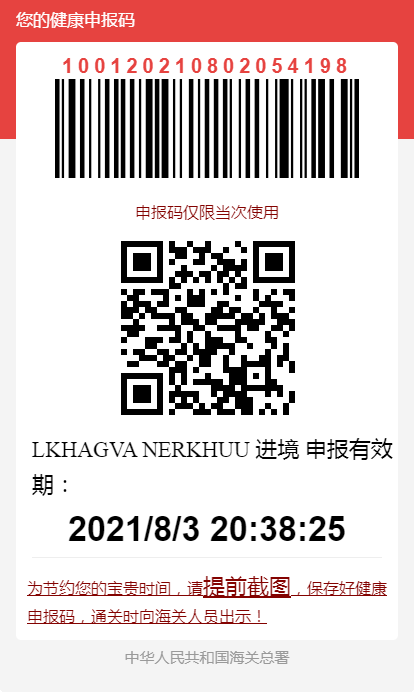 您的健康申报码
100120210802054198
申报码仅限当次使用
LKHAGVA NERKHUU 进境 申报有效
期：
2021/8/3 20:38:25
为节约您的宝贵时间，请提前截图，保存好健康
申报码，通关时向海关人员出示！
中华人民共和国海关总署